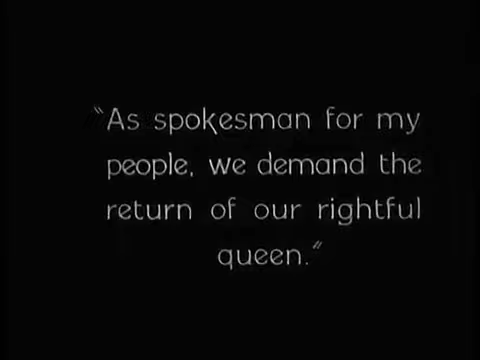 "As spokesman for my
people, we demand the
return of our rightful
queen."